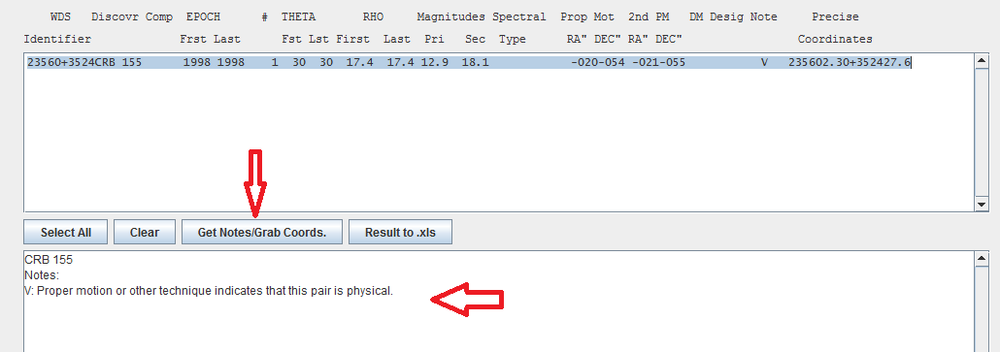 WDS Discovr Comp EPOCH # THETA RHO Magnitudes Spectral Prop Mot 2nd PM DM Desig Note Precise
Identifier Frst Last Fst Lst First Last Pri Sec Type RA" DEC" RA" DEC" Coordinates
23560+3524CRB 155 1998 1998 1 30 30 17.4 17.4 12.9 18.1 -020-054 -021-055 V 235602.30+352427.6
Select All Clear Get Notes/Grab Coords. Result to .xls
CRB 155
Notes:
V: Proper motion or other technique indicates that this pair is physical.